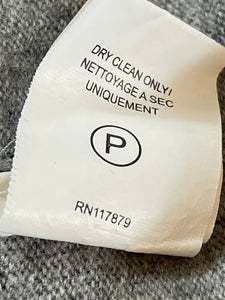 DRY CLEAN ONLY!
NETTOYAGE A SEC
UNIQUEMENT
P
RN117879